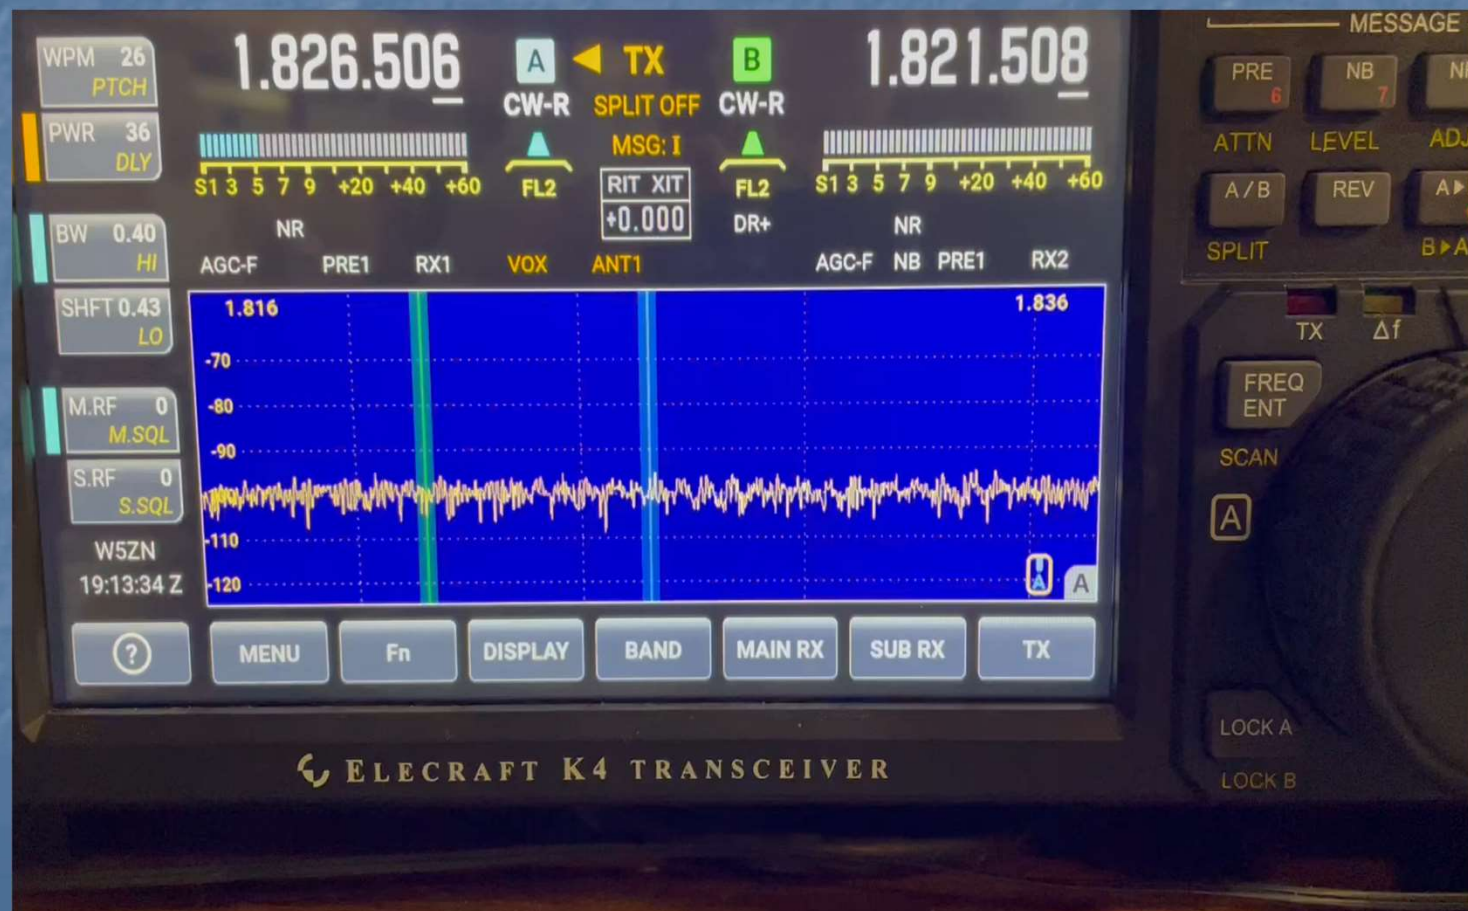 WPM 26
PTCH
1.826.506
A
TX
B
1.821.508
CW-R
SPLIT OFF
CW-R
PWR 36
DLY
MSG: I
S1 3 5 7 9 +20 +40 +60
FL2
RIT XIT
+0.000
FL2
S1 3 5 7 9 +20 +40 +60
NR
DR+
NR
BW 0.40
HI
AGC-F PRE1 RX1 VOX ANT1
AGC-F NB PRE1 RX2
SHFT 0.43
LO
1.816
1.836
-70
-80
-90
-110
-120
M.RF 0
M.SQL
S.RF 0
S.SQL
W5ZN
19:13:34 Z
A
A
?
MENU
Fn
DISPLAY
BAND
MAIN RX
SUB RX
TX
ELECRAFT K4 TRANSCEIVER
MESSAGE
PRE
6
NB
7
ATTN
LEVEL
A/B
REV
SPLIT
TX
Δf
FREQ
ENT
SCAN
A
LOCK A
LOCK B